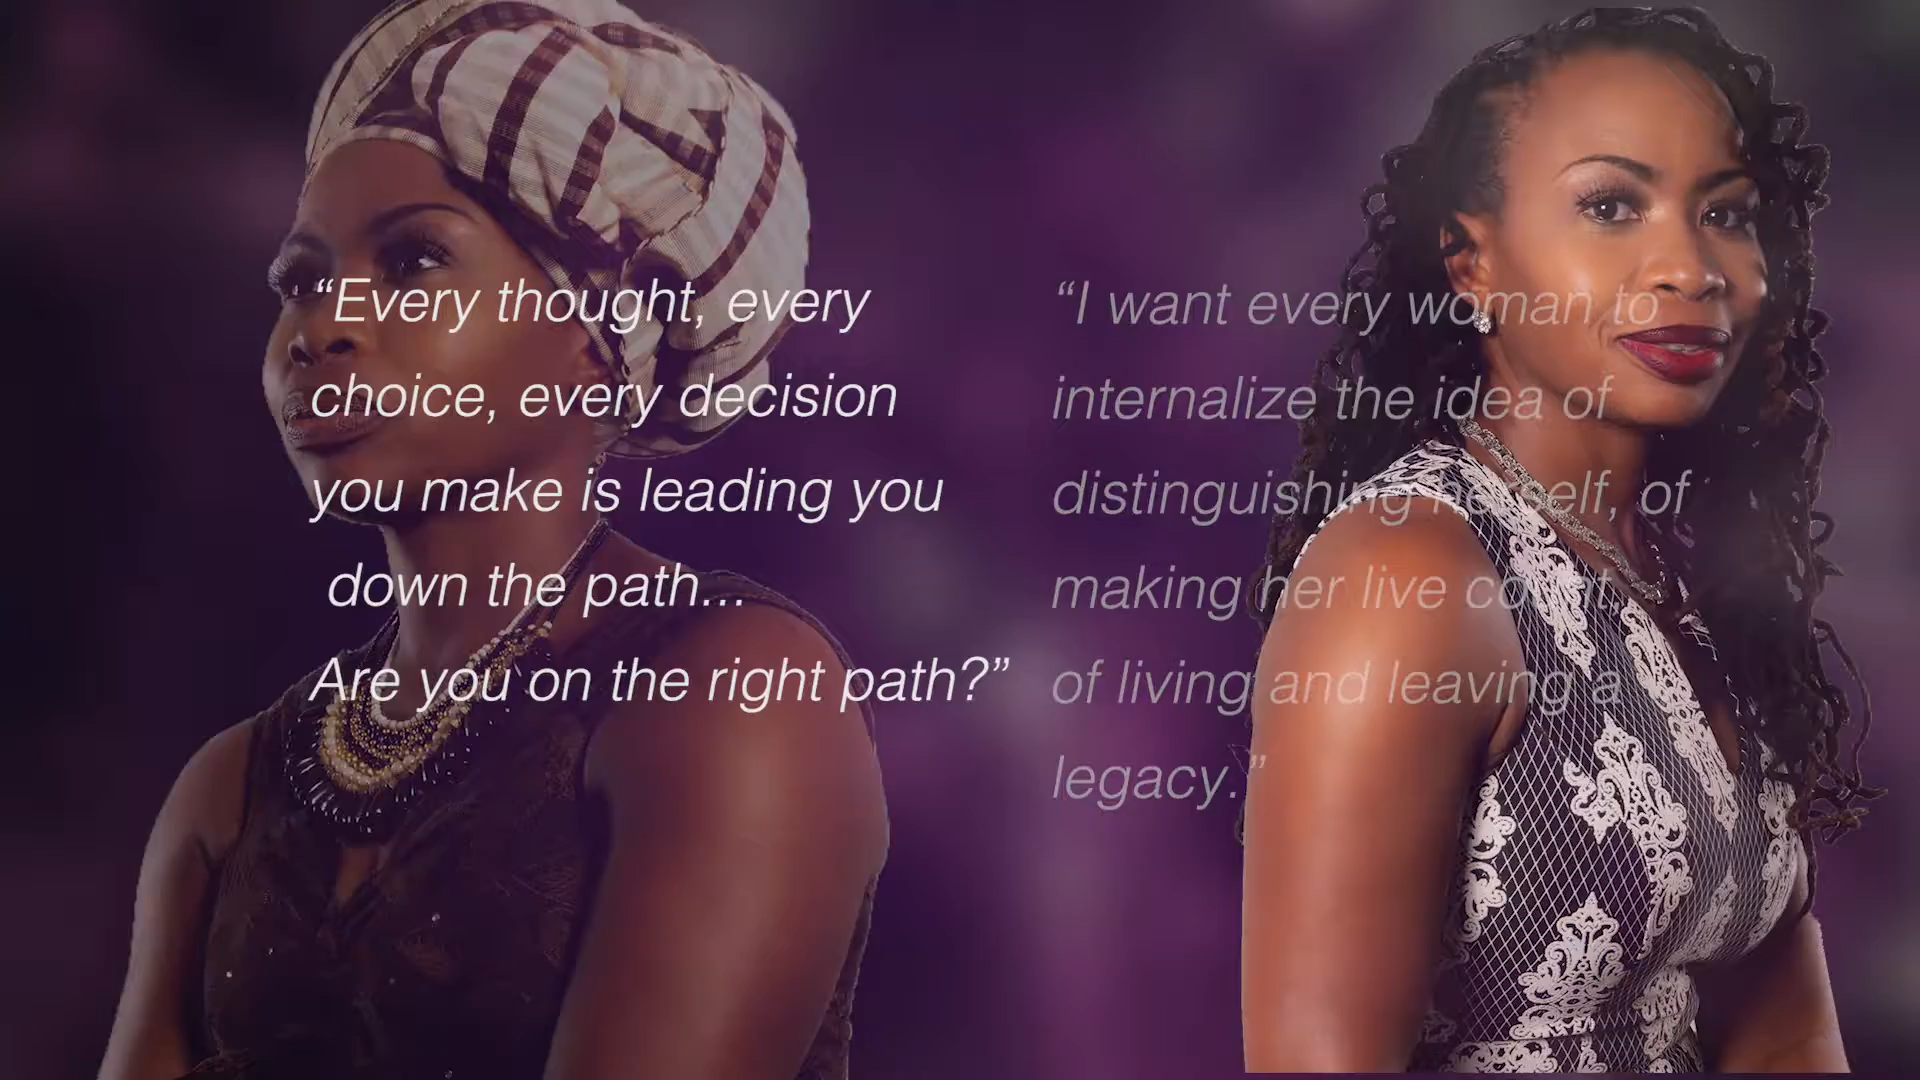 “Every thought, every
choice, every decision
you make is leading you
down the path...
Are you on the right path?”
“I want every woman to
internalize the idea of
distinguishing herself, of
making her live count,
of living and leaving a
legacy.”